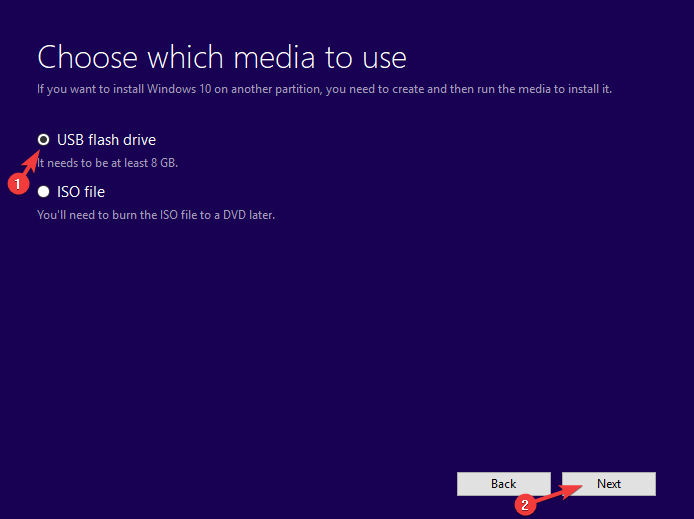 Choose which media to use
If you want to install Windows 10 on another partition, you need to create and then run the media to install it.
USB flash drive
It needs to be at least 8 GB.
1
ISO file
You'll need to burn the ISO file to a DVD later.
Back
Next
2